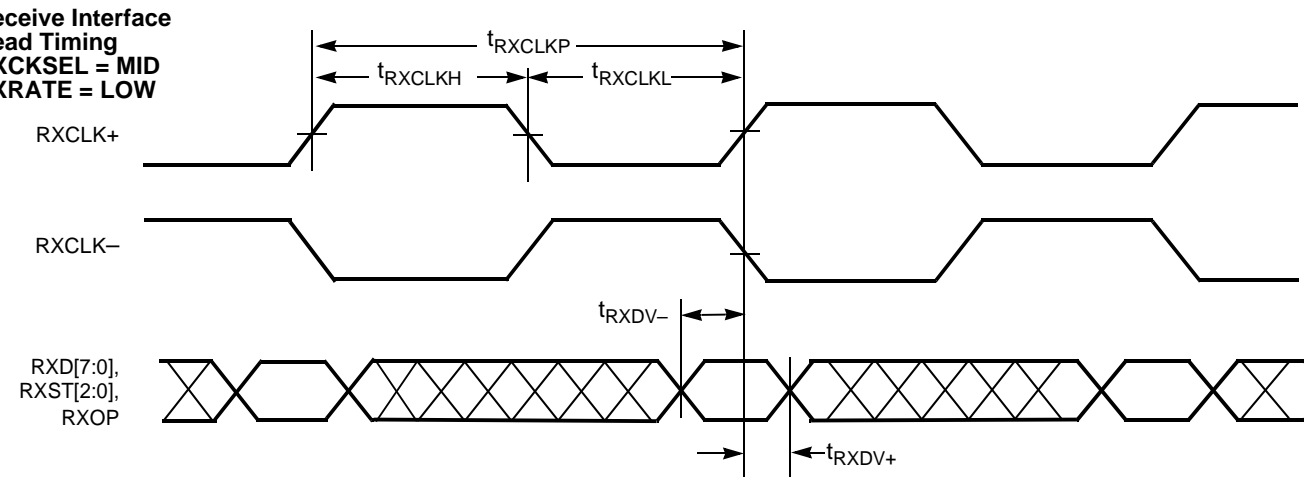 eceive Interface
ead Timing
XCKSEL = MID
XRATE = LOW
tRXCLKP
tRXCLKH
tRXCLKL
RXCLK+
RXCLK–
tRXDV–
RXD[7:0],
RXST[2:0],
RXOP
tRXDV+